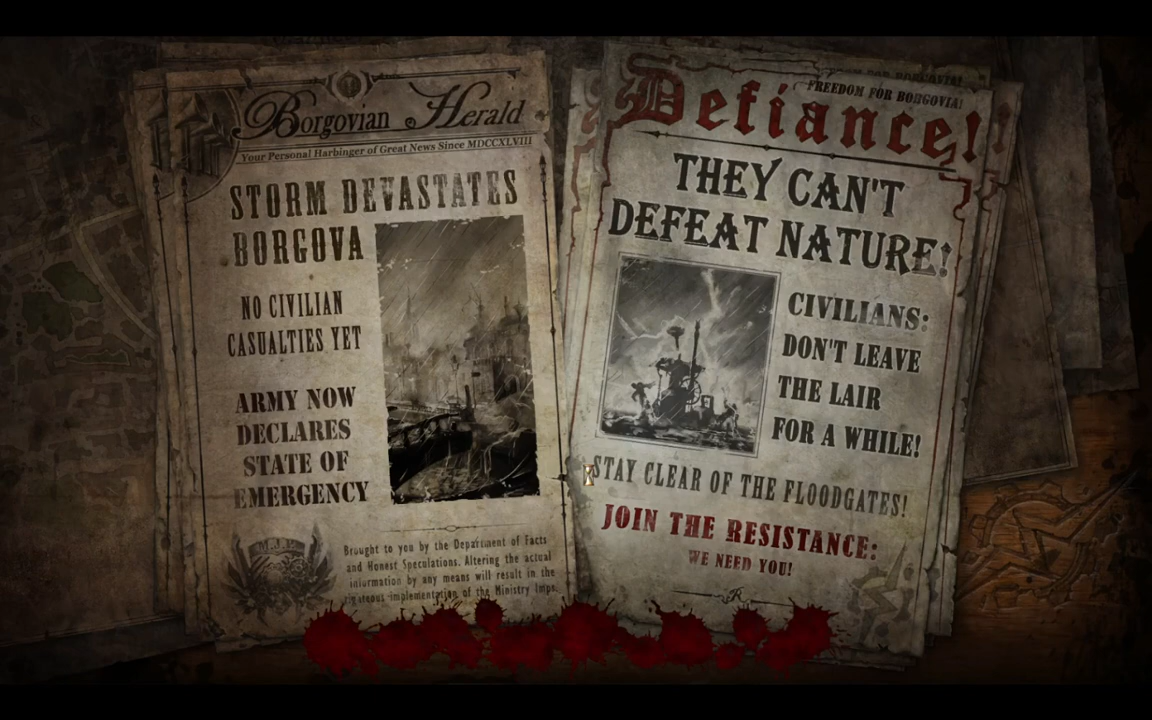 Borgovian Herald
Your Personal Harbinger of Great News Since MDCCXLVIII
STORM DEVASTATES
BORGOVA
NO CIVILIAN
CASUALTIES YET
ARMY NOW
DECLARES
STATE OF
EMERGENCY
Brought to you by the Department of Facts
and Honest Speculations. Altering the actual
information by any means will result in the
righteous implementation of the Ministry Imps.
FREEDOM FOR BORGOVIA!
Defiance!
THEY CAN'T
DEFEAT NATURE!
CIVILIANS:
DON'T LEAVE
THE LAIR
FOR A WHILE!
STAY CLEAR OF THE FLOODGATES!
JOIN THE RESISTANCE:
WE NEED YOU!
R